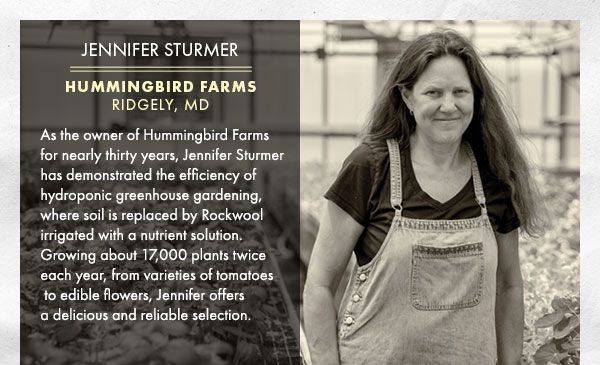 JENNIFER STURMER
HUMMINGBIRD FARMS
RIDGELY, MD
As the owner of Hummingbird Farms
for nearly thirty years, Jennifer Sturmer
has demonstrated the efficiency of
hydroponic greenhouse gardening,
where soil is replaced by Rockwool
irrigated with a nutrient solution.
Growing about 17,000 plants twice
each year, from varieties of tomatoes
to edible flowers, Jennifer offers
a delicious and reliable selection.